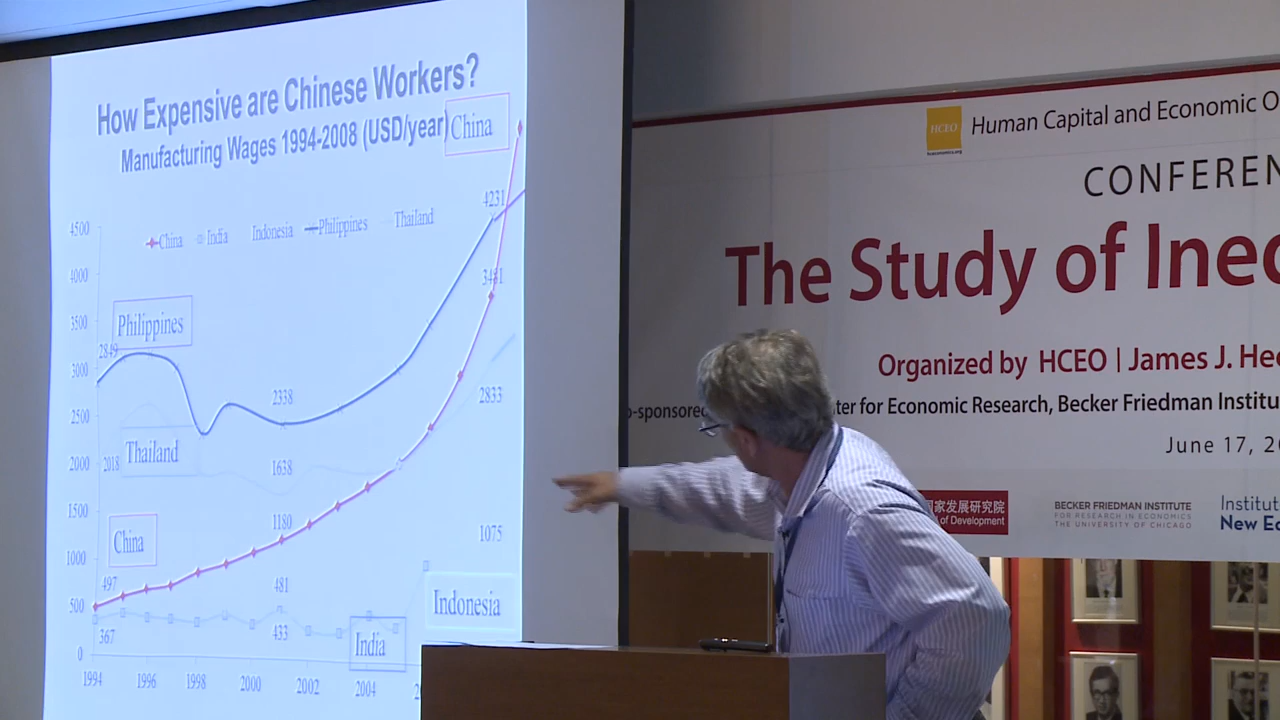 How Expensive are Chinese Workers?
Manufacturing Wages 1994-2008 (USD/year)
China
4231
4500
China
India
Indonesia
Philippines
Thailand
4000
3481
3500
Philippines
2849
3000
2833
2500
2338
2000
2018
Thailand
1638
1500
1180
1075
China
1000
497
481
Indonesia
500
433
367
India
0
1994
1996
1998
2000
2002
2004
HCEO
Human Capital and Economic O
CONFEREN
The Study of Ineq
Organized by HCEO | James J. Hec
o-sponsored
ter for Economic Research, Becker Friedman Institu
June 17, 20
国家发展研究院
of Development
BECKER FRIEDMAN INSTITUTE
FOR RESEARCH IN ECONOMICS
THE UNIVERSITY OF CHICAGO
Institut
New Ec